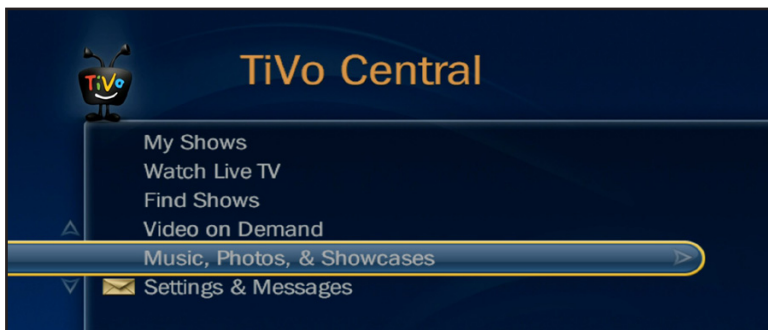 TiVo Central
TiVo
My Shows
Watch Live TV
Find Shows
Video on Demand
Music, Photos, & Showcases
Settings & Messages